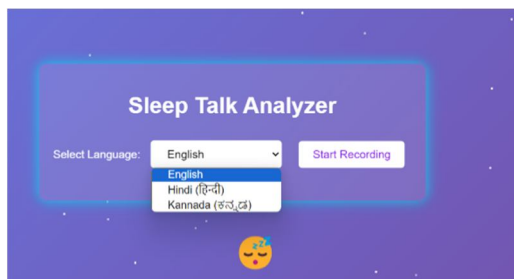 Sleep Talk Analyzer
Select Language: English Start Recording
English
Hindi (हिन्दी)
Kannada (ಕನ್ನಡ)